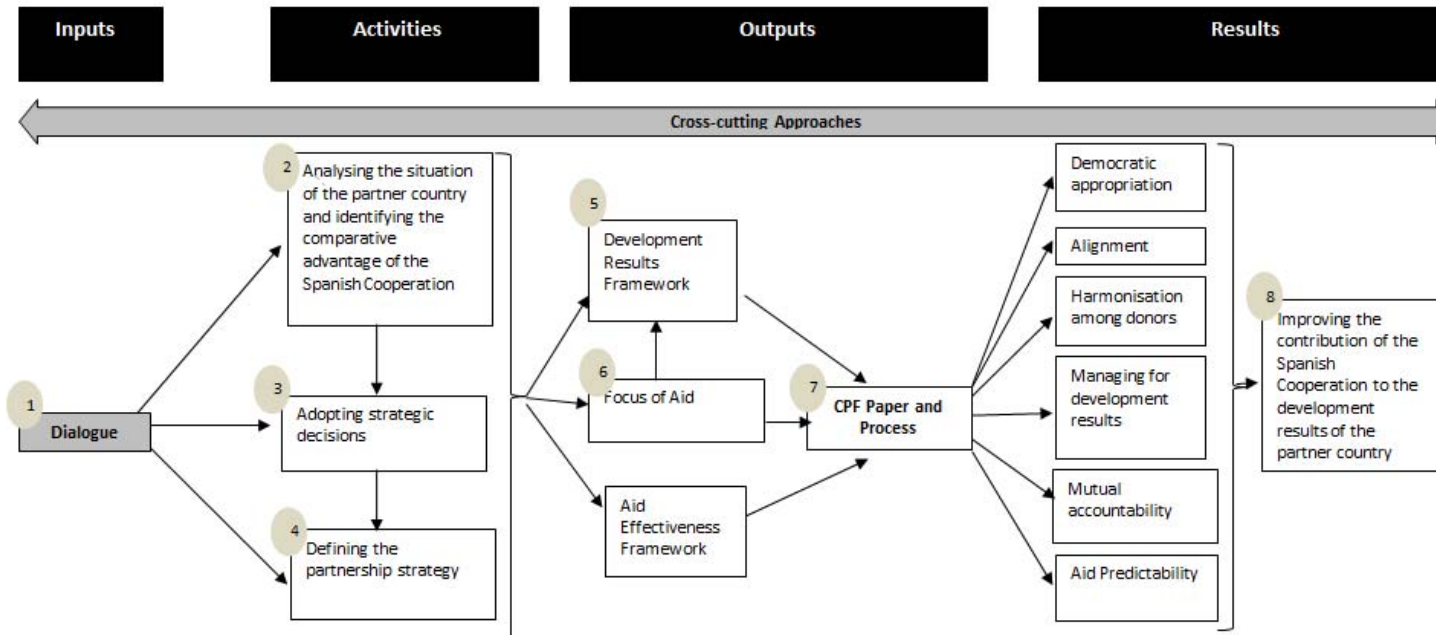 Inputs
Activities
Outputs
Results
Cross-cutting Approaches
1
Dialogue
2
Analysing the situation
of the partner country
and identifying the
comparative
advantage of the
Spanish Cooperation
3
Adopting strategic
decisions
4
Defining the
partnership strategy
5
Development
Results
Framework
6
Focus of Aid
Aid
Effectiveness
Framework
7
CPF Paper and
Process
Democratic
appropriation
Alignment
Harmonisation
among donors
Managing for
development
results
Mutual
accountability
Aid Predictability
8
Improving the
contribution of the
Spanish
Cooperation to the
development
results of the
partner country